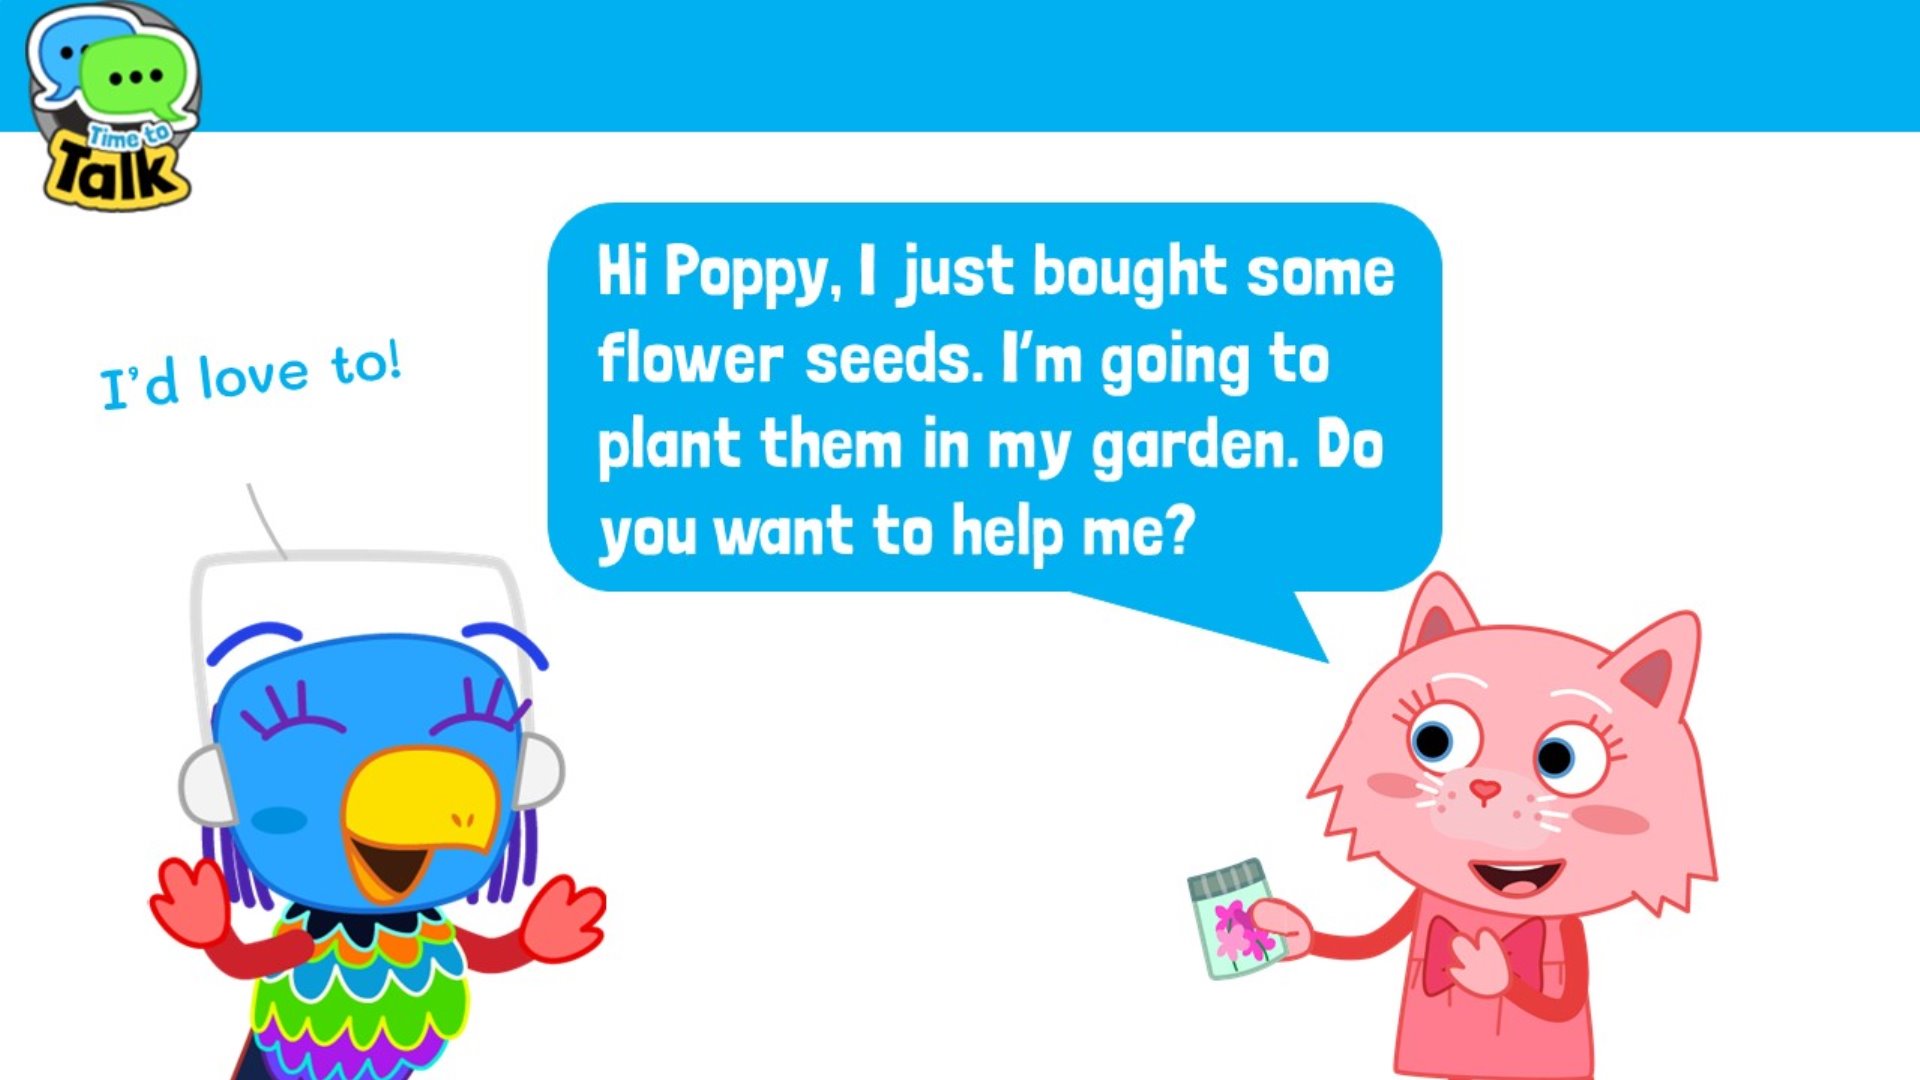 Time to
Talk
Hi Poppy, I just bought some
flower seeds. I'm going to
plant them in my garden. Do
you want to help me?
I'd love to!